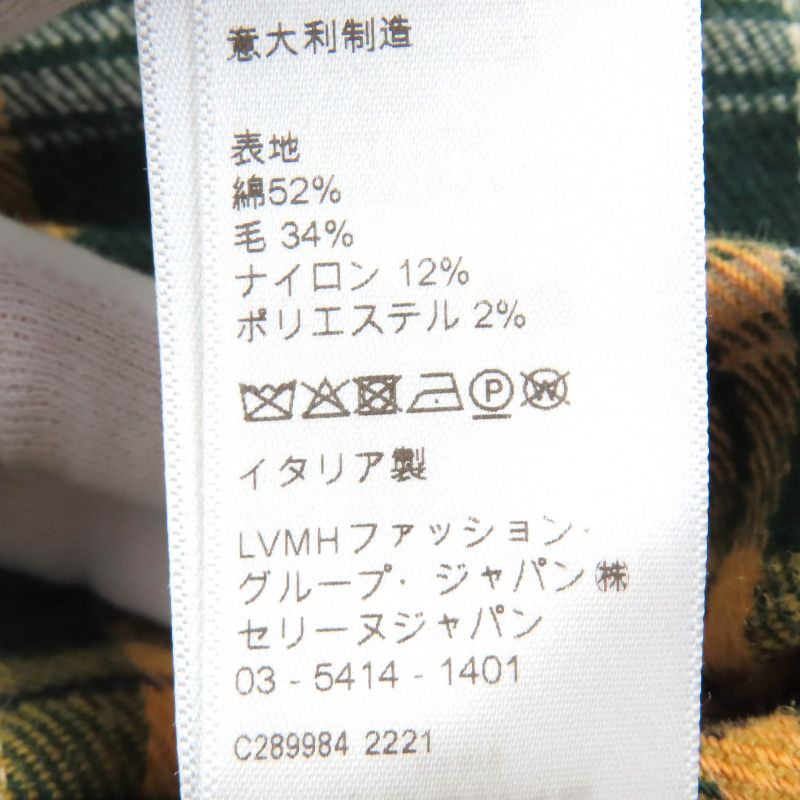 意大利制造
表地
綿52%
毛 34%
ナイロン 12%
ポリエステル 2%
P W
イタリア製
LVMHファッション・
グループ・ジャパン㈱
セリーヌジャパン
03 - 5414 - 1401
C289984 2221